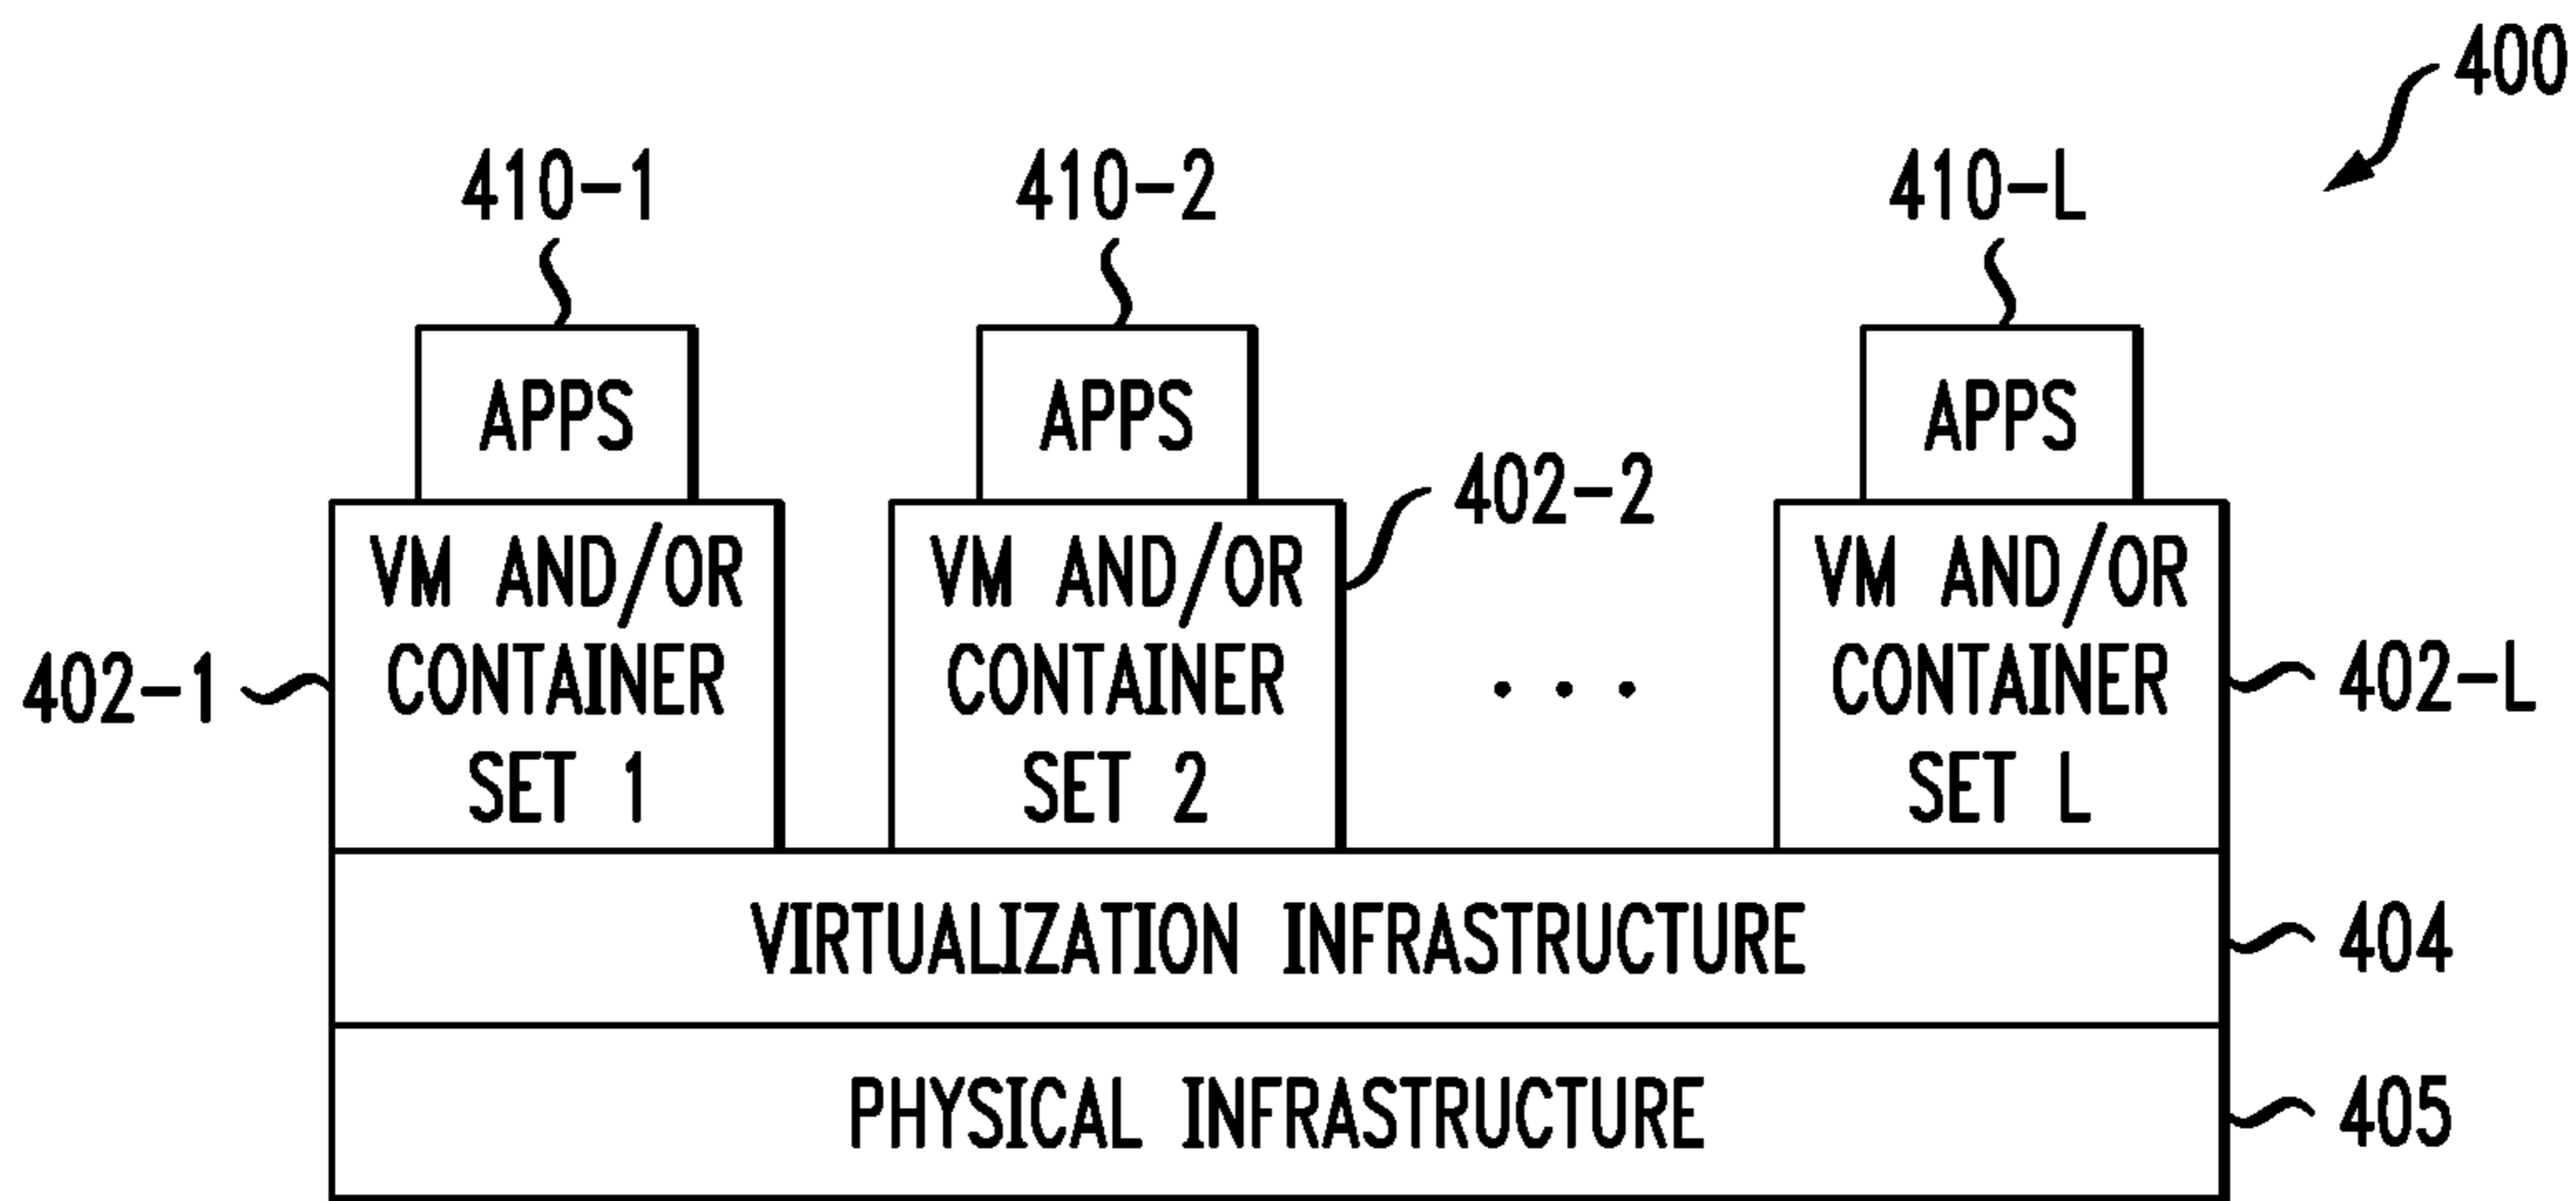 400
410-1 410-2 410-L
APPS APPS APPS
402-2
VM AND/OR CONTAINER SET 1
VM AND/OR CONTAINER SET 2
. . .
VM AND/OR CONTAINER SET L
402-1
402-L
VIRTUALIZATION INFRASTRUCTURE
404
PHYSICAL INFRASTRUCTURE
405